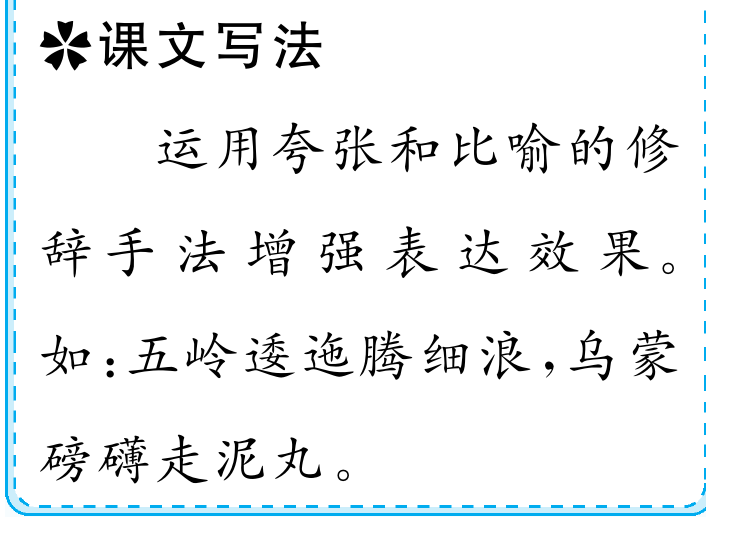 课文写法
运用夸张和比喻的修
辞手法增强表达效果。
如:五岭逶迤腾细浪,乌蒙
磅礴走泥丸。